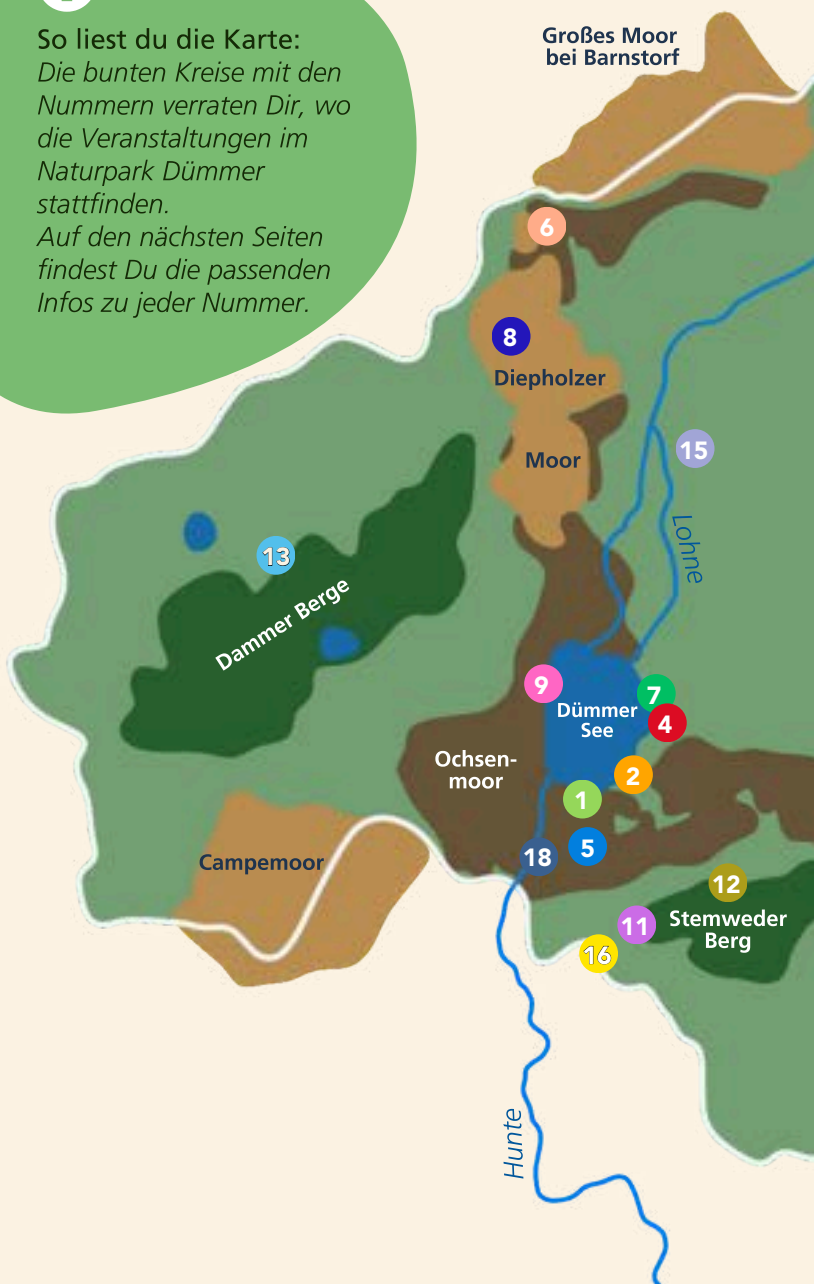 So liest du die Karte:
Die bunten Kreise mit den
Nummern verraten Dir, wo
die Veranstaltungen im
Naturpark Dümmer
stattfinden.
Auf den nächsten Seiten
findest Du die passenden
Infos zu jeder Nummer.
Großes Moor
bei Barnstorf
6
8
Diepholzer
15
Moor
Lohne
13
Dammer Berge
9
7
Dümmer
See
4
Ochsen-
moor
2
1
5
18
Campemoor
12
11
Stemweder
Berg
16
Hunte